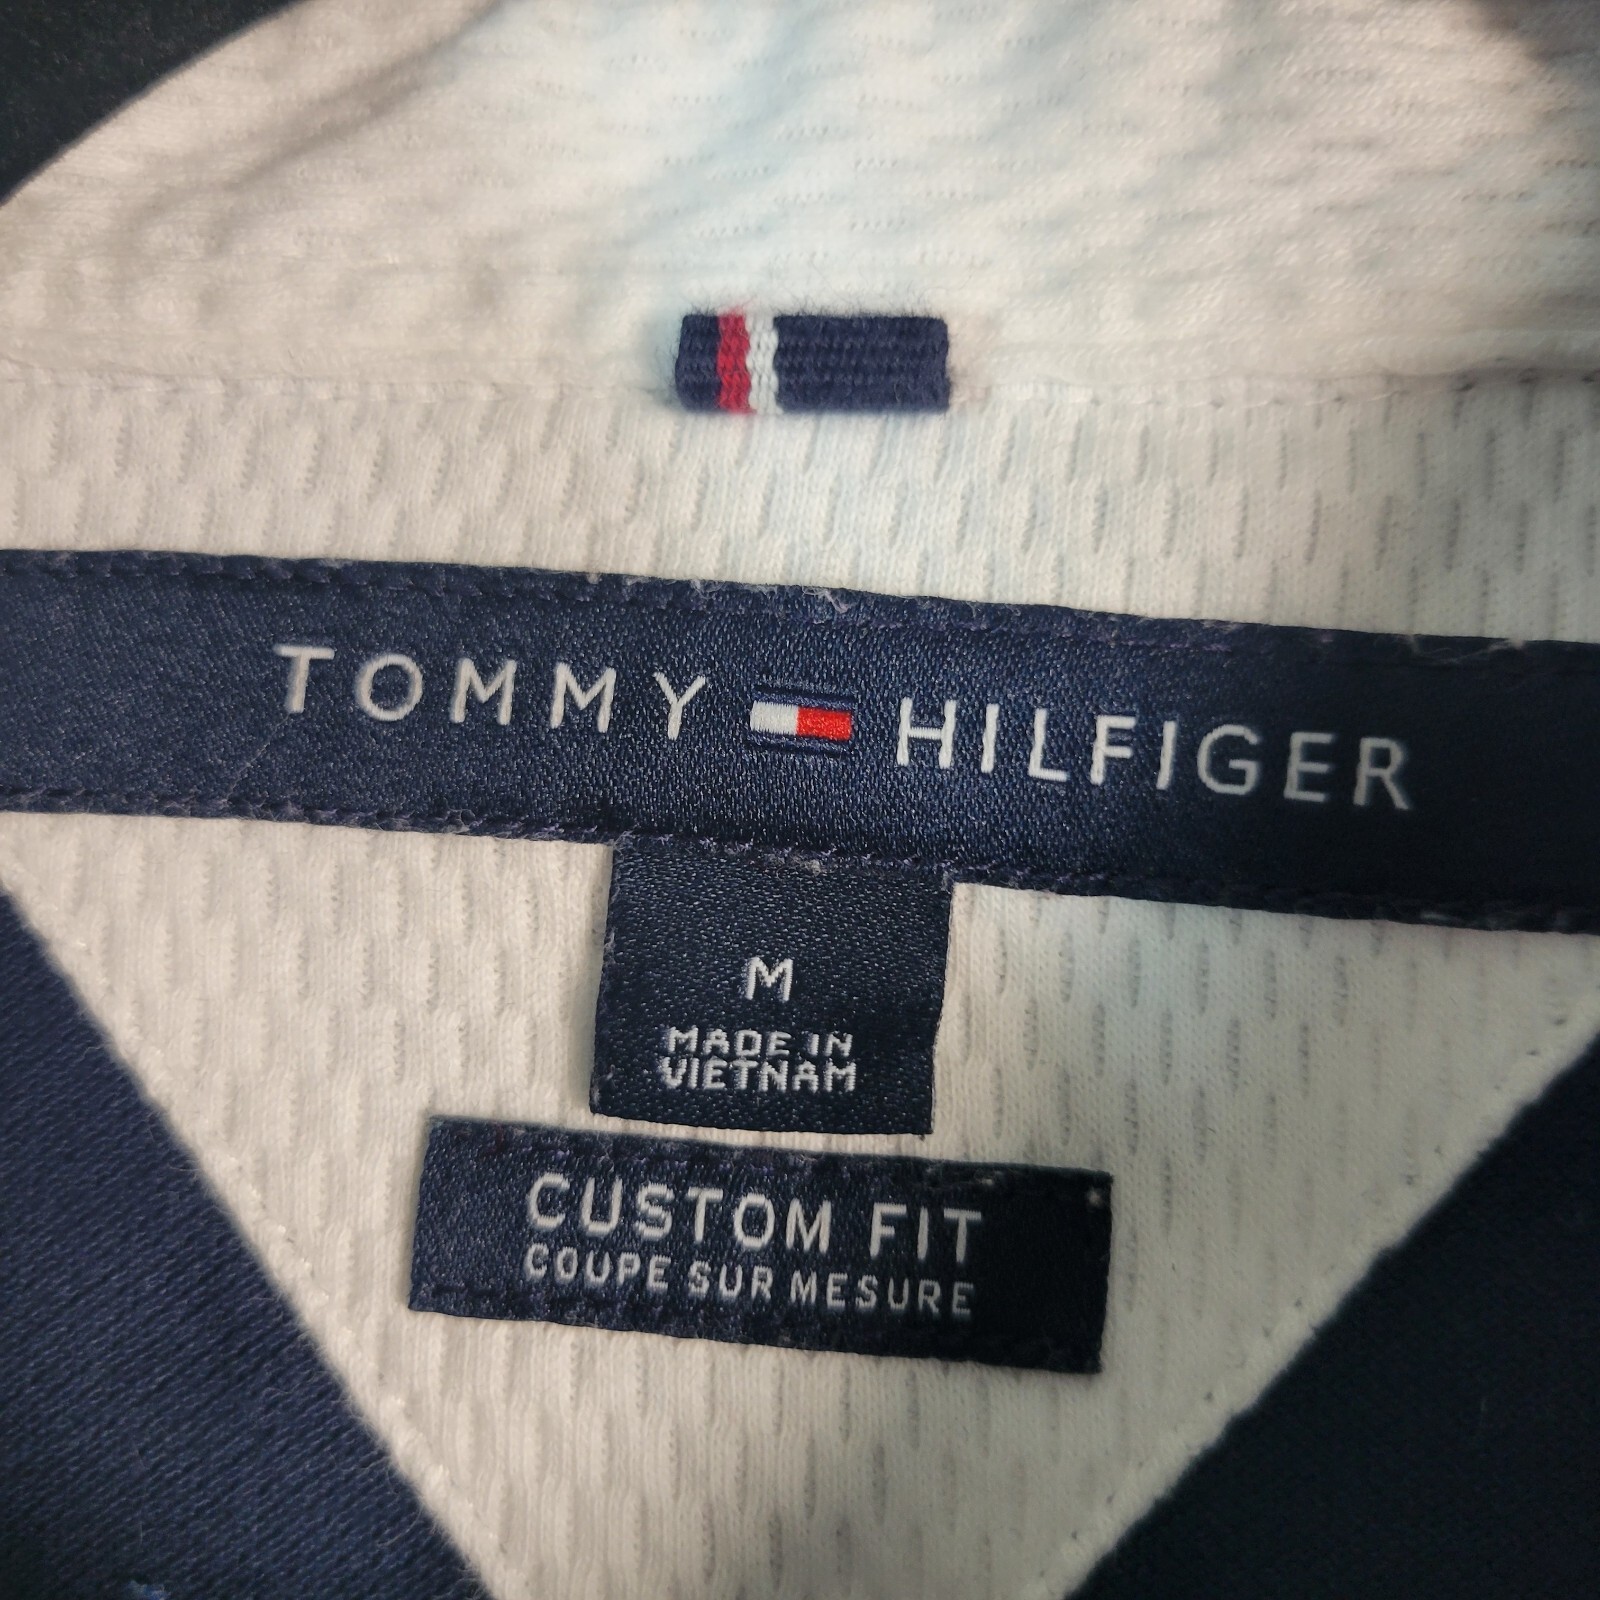 TOMMY HILFIGER
M
MADE IN
VIETNAM
CUSTOM FIT
COUPE SUR MESURE